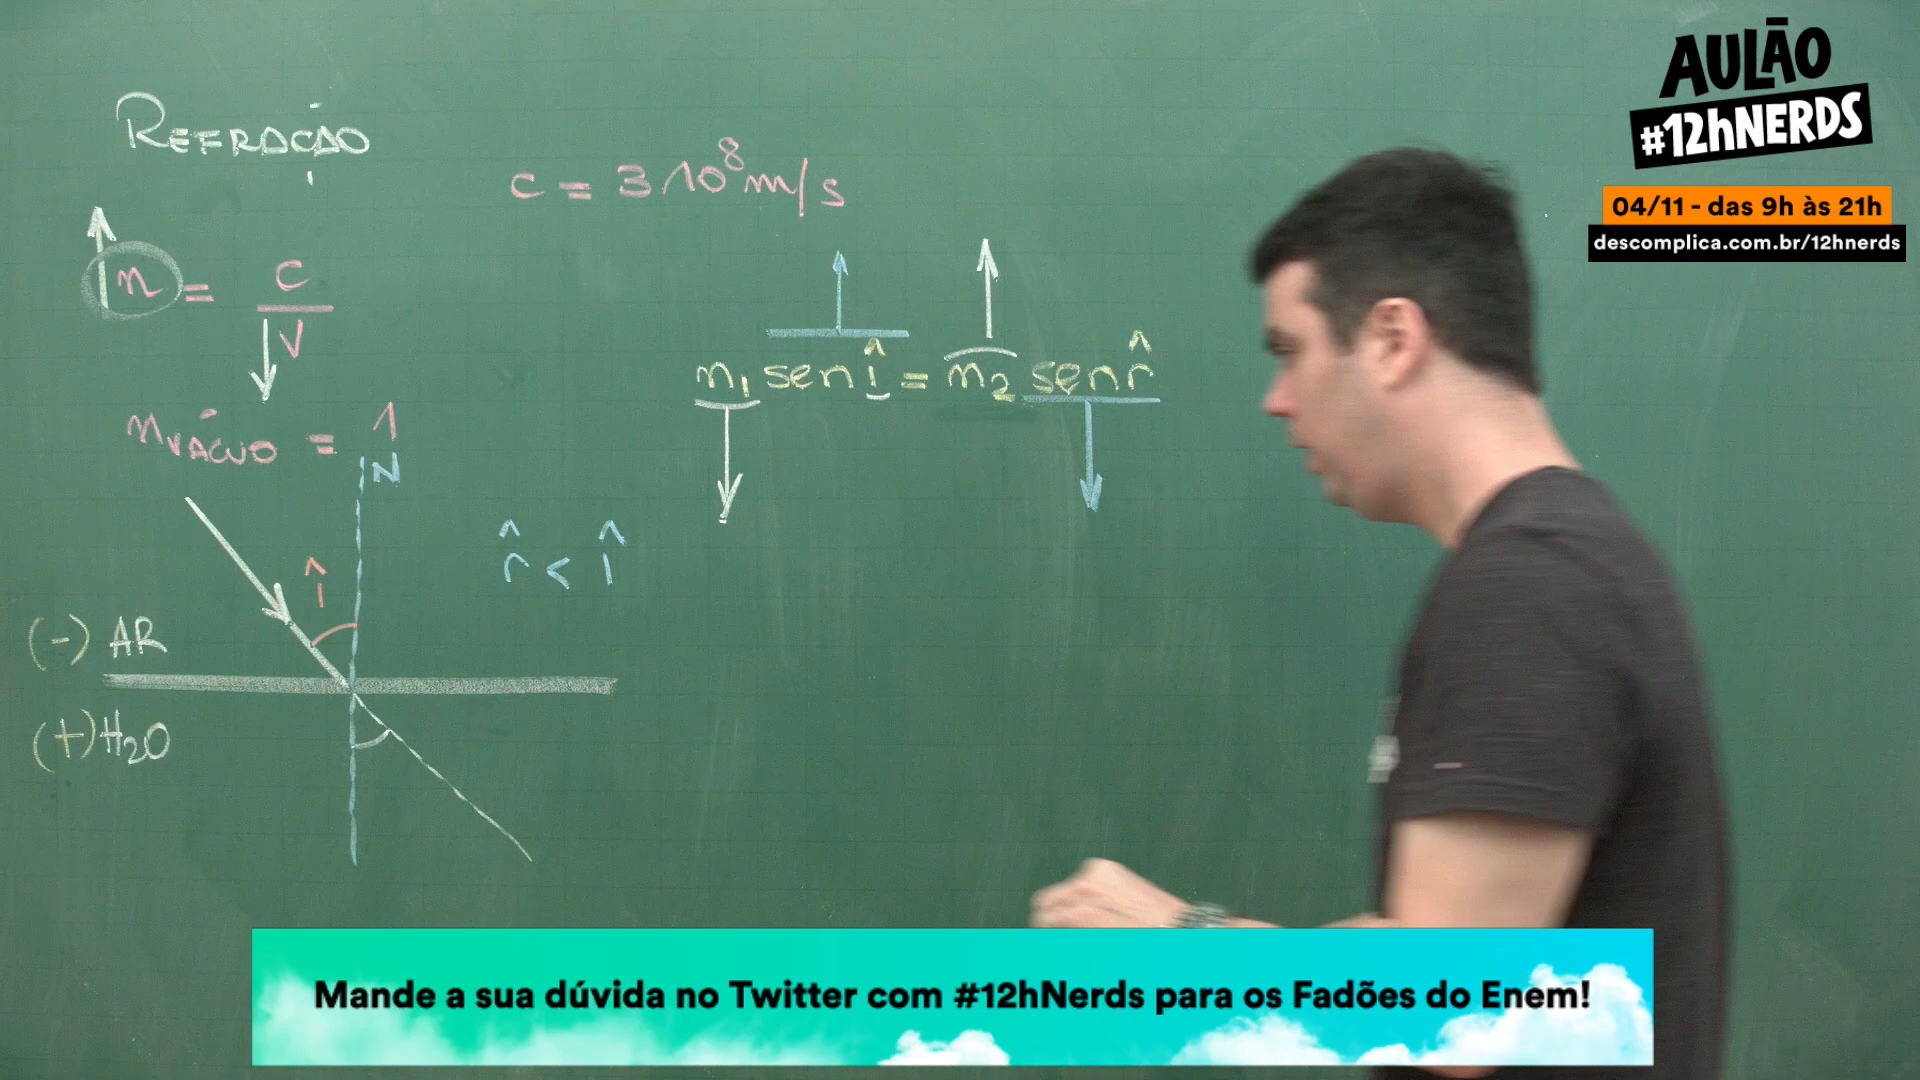 REFRAÇÃO
c = 3 10⁸ m/s
n = c/v
n₁ sen î = n₂ sen r̂
nVÁCUO = 1
N
î
r̂ < î
(-) AR
(+) H₂O
AULÃO
#12hNERDS
04/11 - das 9h às 21h
descomplica.com.br/12hnerds
Mande a sua dúvida no Twitter com #12hNerds para os Fadões do Enem!